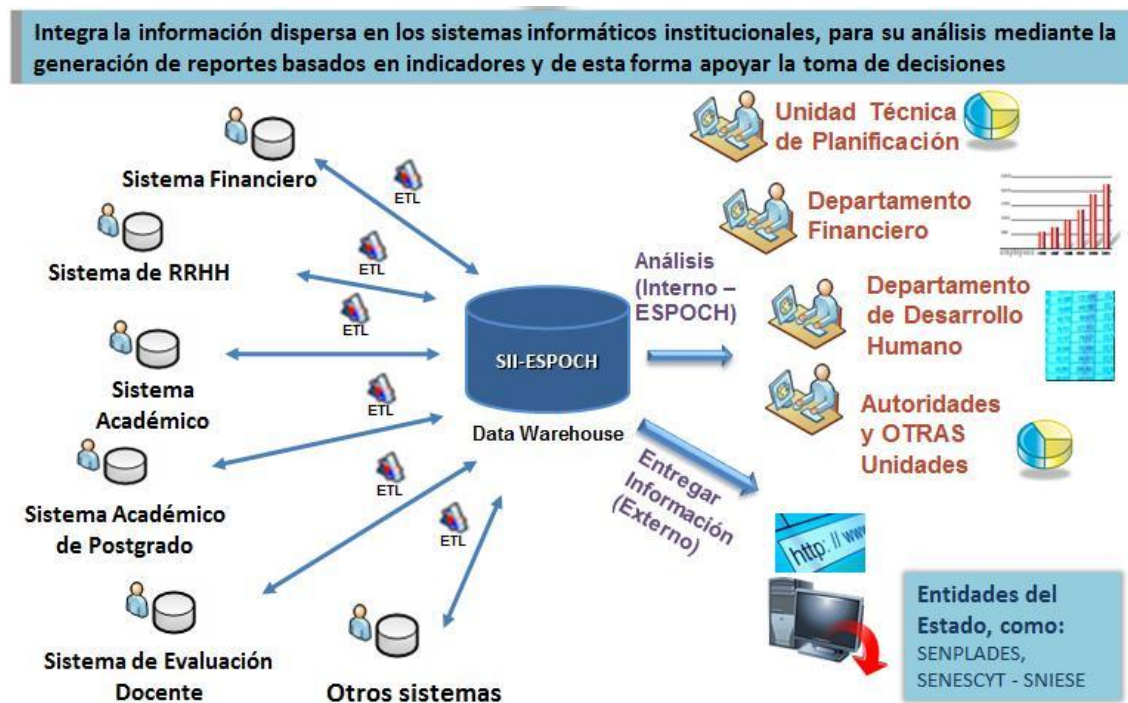 Integra la información dispersa en los sistemas informáticos institucionales, para su análisis mediante la
generación de reportes basados en indicadores y de esta forma apoyar la toma de decisiones
Sistema Financiero
ETL
Sistema de RRHH
ETL
ETL
Sistema
Académico
ETL
Sistema Académico
de Postgrado
ETL
Sistema de Evaluación
Docente
ETL
Otros sistemas
SII-ESPOCH
Data Warehouse
Análisis
(Interno –
ESPOCH)
Unidad Técnica
de Planificación
Departamento
Financiero
Departamento
de Desarrollo
Humano
Autoridades
y OTRAS
Unidades
Entregar
Información
(Externo)
http: // www
Entidades del
Estado, como:
SENPLADES,
SENESCYT - SNIESE